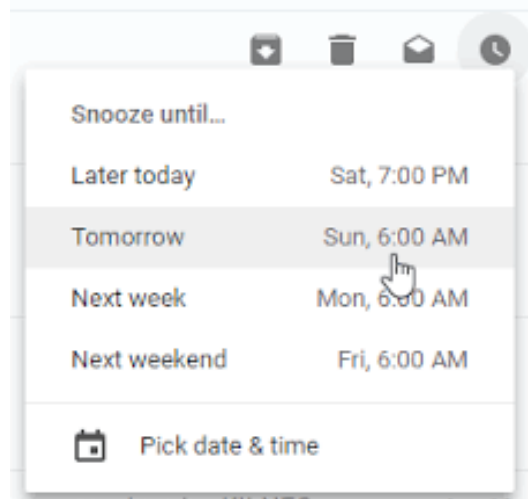 Snooze until...
Later today Sat, 7:00 PM
Tomorrow Sun, 6:00 AM
Next week Mon, 6:00 AM
Next weekend Fri, 6:00 AM
Pick date & time